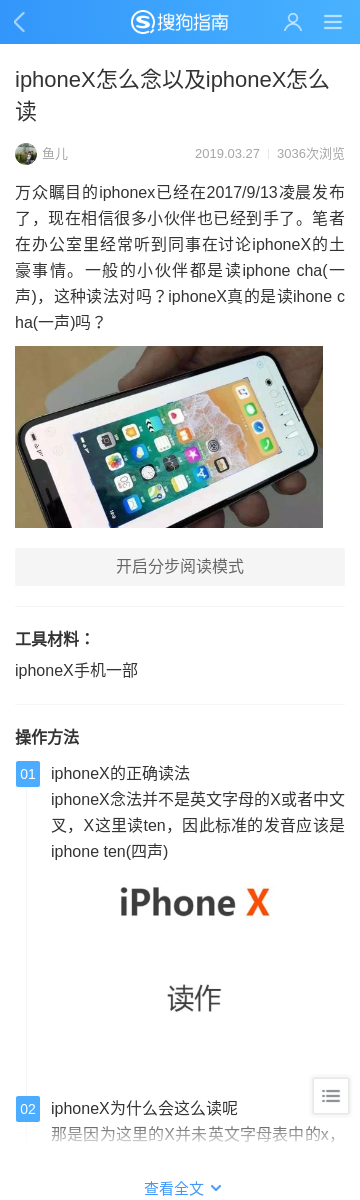 搜狗指南
iphoneX怎么念以及iphoneX怎么
读
鱼儿 2019.03.27 3036次浏览
万众瞩目的iphonex已经在2017/9/13凌晨发布
了，现在相信很多小伙伴也已经到手了。笔者
在办公室里经常听到同事在讨论iphoneX的土
豪事情。一般的小伙伴都是读iphone cha(一
声)，这种读法对吗？iphoneX真的是读ihone c
ha(一声)吗？
开启分步阅读模式
工具材料：
iphoneX手机一部
操作方法
01 iphoneX的正确读法
iphoneX念法并不是英文字母的X或者中文
叉，X这里读ten，因此标准的发音应该是
iphone ten(四声)
iPhone X
读作
02 iphoneX为什么会这么读呢
那是因为这里的X并未英文字母表中的x，
查看全文